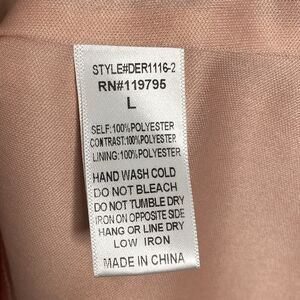 STYLE#DER1116-2
RN#119795
L
SELF:100%POLYESTER
CONTRAST:100%POLYESTER
LINING:100%POLYESTER
HAND WASH COLD
DO NOT BLEACH
DO NOT TUMBLE DRY
IRON ON OPPOSITE SIDE
HANG OR LINE DRY
LOW IRON
MADE IN CHINA